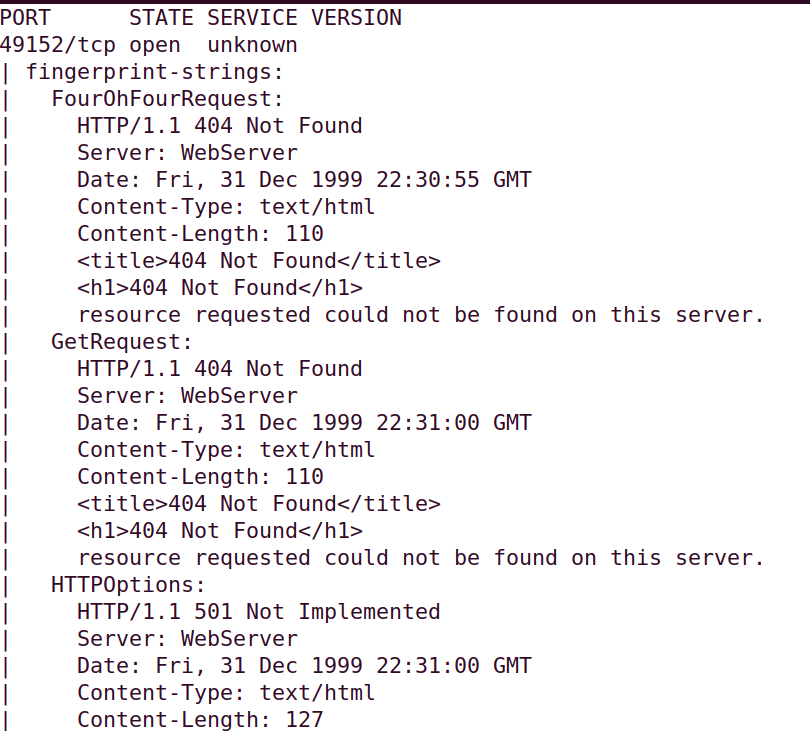 PORT      STATE SERVICE VERSION
49152/tcp open  unknown
| fingerprint-strings:
|   FourOhFourRequest:
|     HTTP/1.1 404 Not Found
|     Server: WebServer
|     Date: Fri, 31 Dec 1999 22:30:55 GMT
|     Content-Type: text/html
|     Content-Length: 110
|     <title>404 Not Found</title>
|     <h1>404 Not Found</h1>
|     resource requested could not be found on this server.
|   GetRequest:
|     HTTP/1.1 404 Not Found
|     Server: WebServer
|     Date: Fri, 31 Dec 1999 22:31:00 GMT
|     Content-Type: text/html
|     Content-Length: 110
|     <title>404 Not Found</title>
|     <h1>404 Not Found</h1>
|     resource requested could not be found on this server.
|   HTTPOptions:
|     HTTP/1.1 501 Not Implemented
|     Server: WebServer
|     Date: Fri, 31 Dec 1999 22:31:00 GMT
|     Content-Type: text/html
|     Content-Length: 127